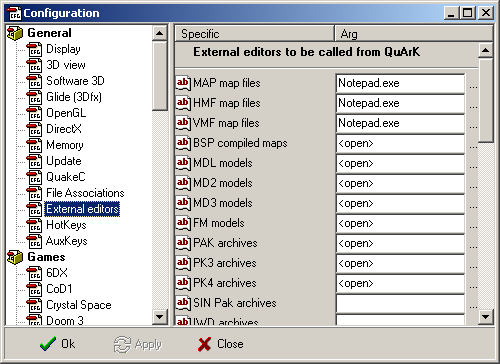 Configuration
General
Display
3D view
Software 3D
Glide (3Dfx)
OpenGL
DirectX
Memory
Update
QuakeC
File Associations
External editors
HotKeys
AuxKeys
Games
6DX
CoD1
Crystal Space
Doom 3
Specific Arg
External editors to be called from QuArK
MAP map files Notepad.exe ...
HMF map files Notepad.exe ...
VMF map files Notepad.exe ...
BSP compiled maps <open> ...
MDL models <open> ...
MD2 models <open> ...
MD3 models <open> ...
FM models <open> ...
PAK archives <open> ...
PK3 archives <open> ...
PK4 archives <open> ...
SIN Pak archives ...
IWD archives
Ok Apply Close